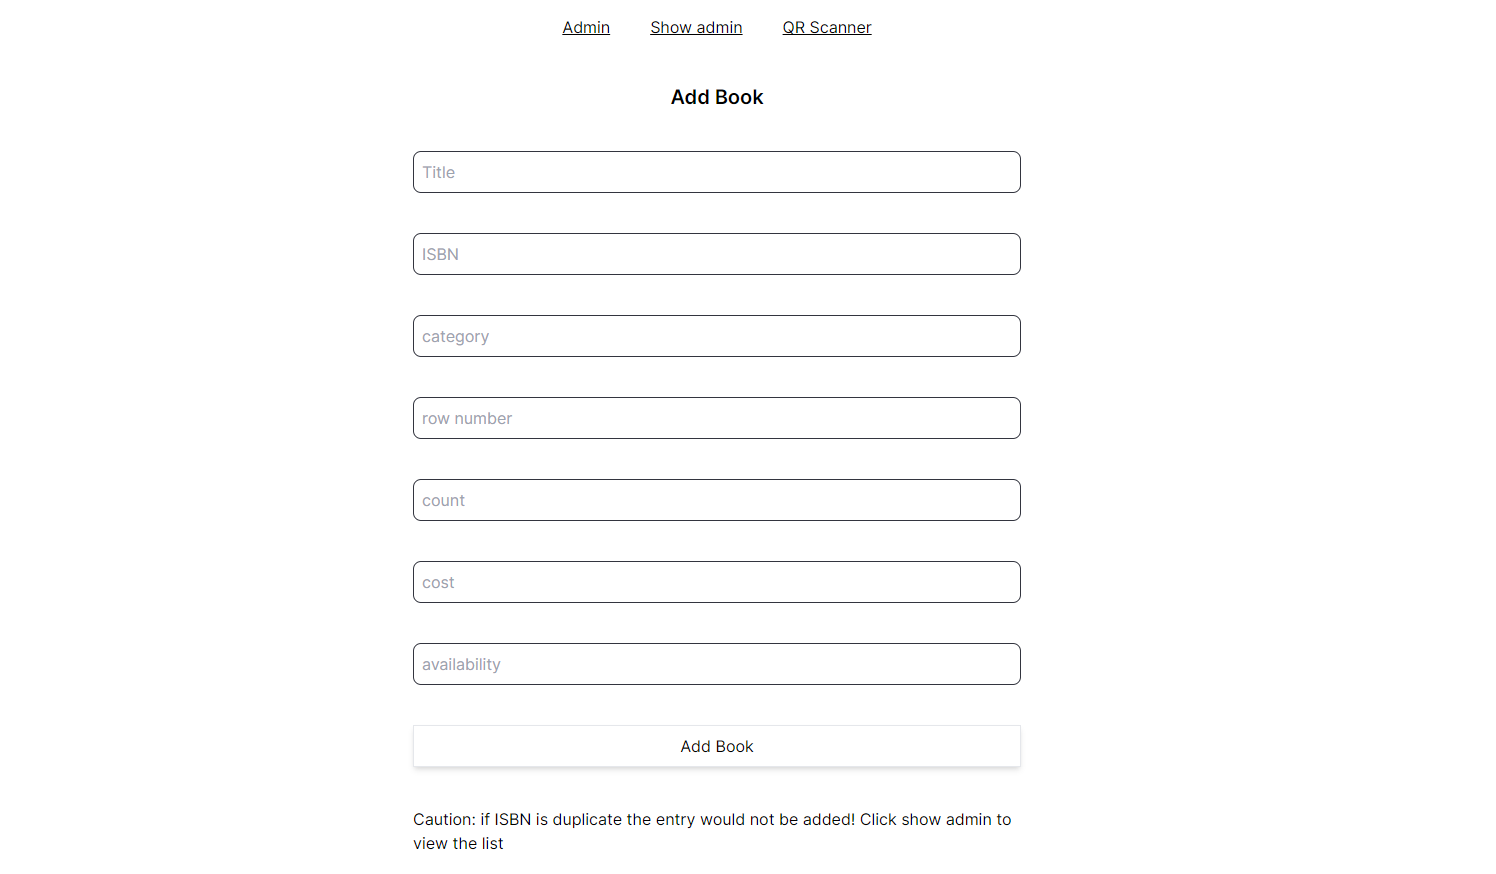 Admin Show admin QR Scanner
Add Book
Title
ISBN
category
row number
count
cost
availability
Add Book
Caution: if ISBN is duplicate the entry would not be added! Click show admin to
view the list